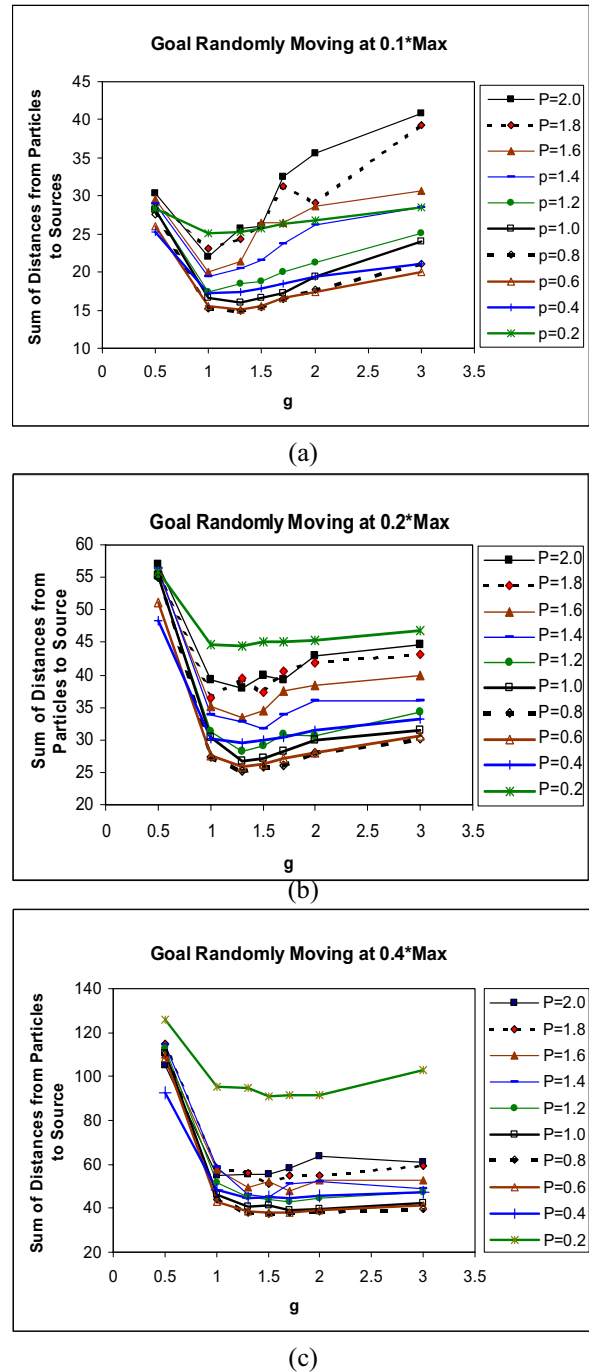 Goal Randomly Moving at 0.1*Max
Sum of Distances from Particles
to Sources
45
40
35
30
25
20
15
10
0 0.5 1 1.5 2 2.5 3 3.5
g
P=2.0
P=1.8
P=1.6
p=1.4
p=1.2
p=1.0
p=0.8
p=0.6
p=0.4
p=0.2
(a)
Goal Randomly Moving at 0.2*Max
Sum of Distances from
Particles to Source
60
55
50
45
40
35
30
25
20
0 0.5 1 1.5 2 2.5 3 3.5
g
P=2.0
P=1.8
P=1.6
P=1.4
P=1.2
P=1.0
P=0.8
P=0.6
P=0.4
P=0.2
(b)
Goal Randomly Moving at 0.4*Max
Sum of Distances from Particles
to Source
140
120
100
80
60
40
20
0 0.5 1 1.5 2 2.5 3 3.5
g
P=2.0
P=1.8
P=1.6
P=1.4
P=1.2
P=1.0
P=0.8
P=0.6
P=0.4
P=0.2
(c)